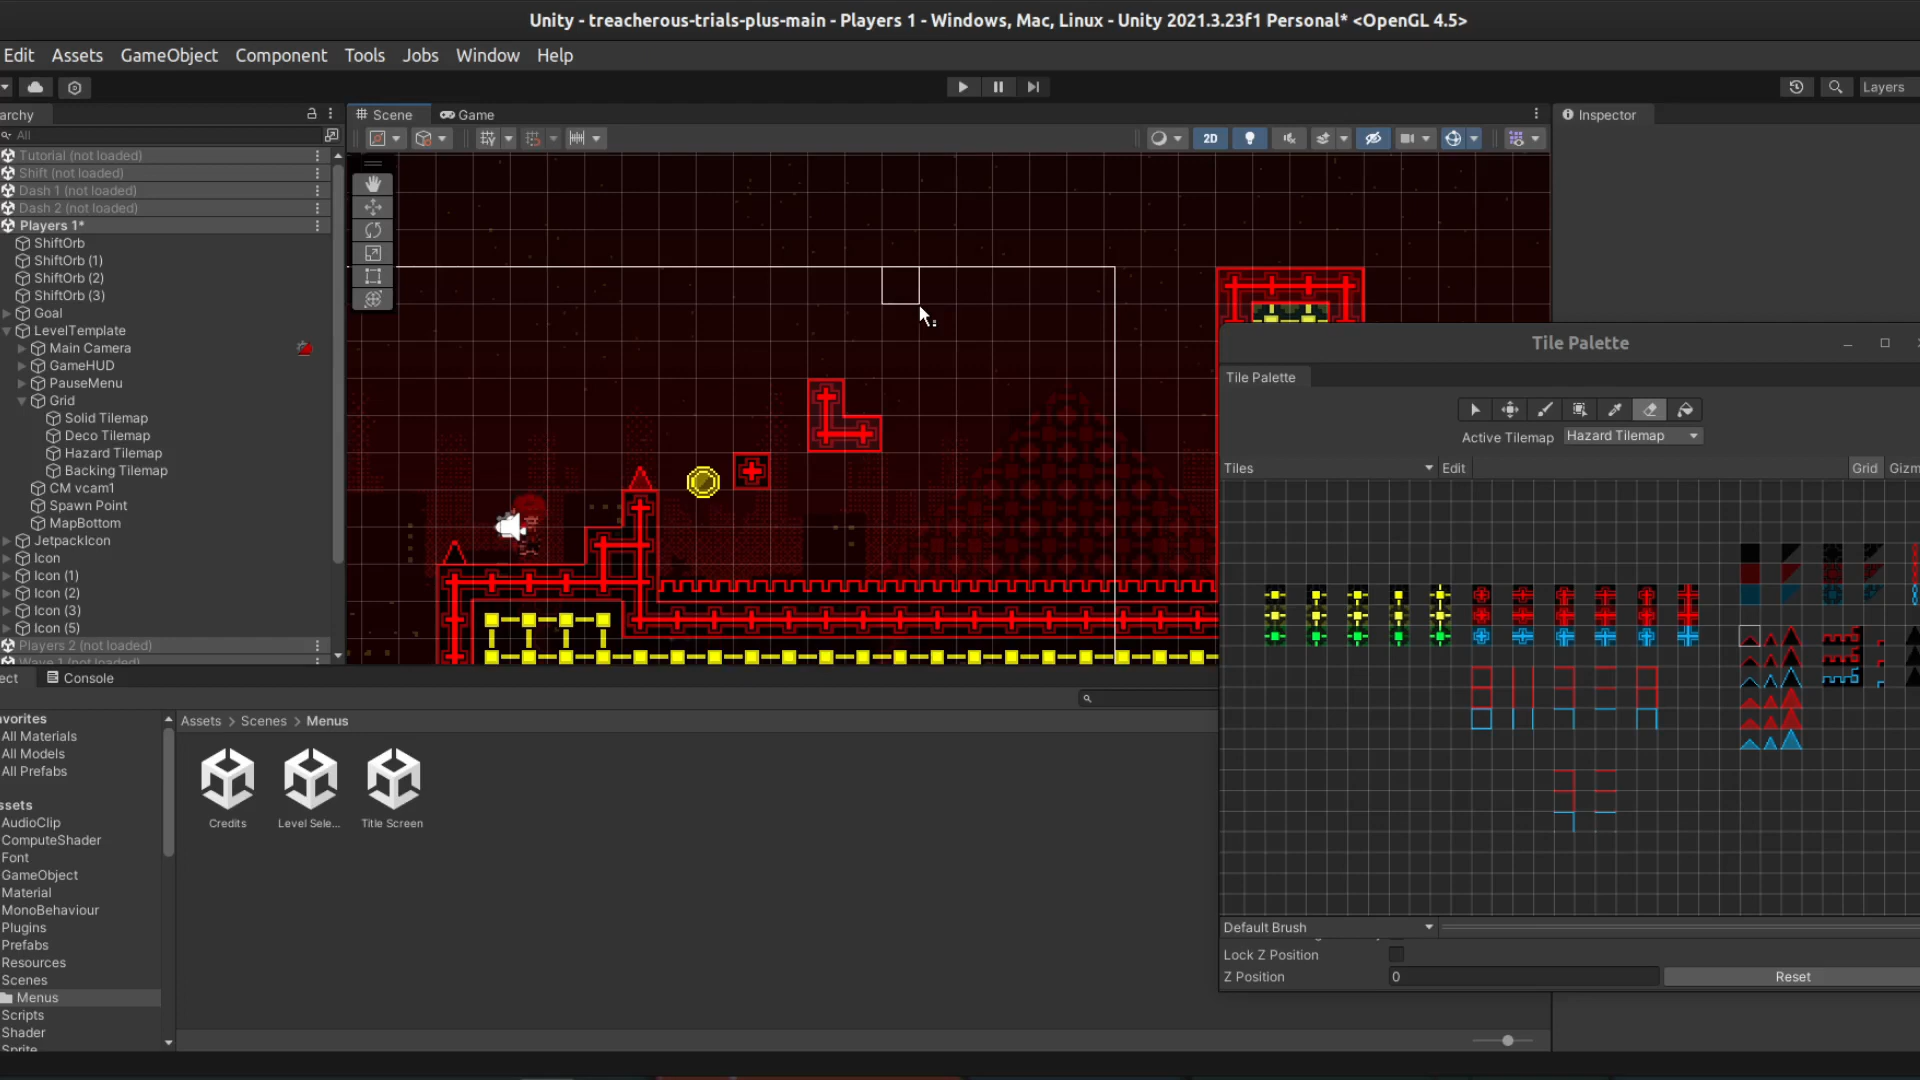 Unity - treacherous-trials-plus-main - Players 1 - Windows, Mac, Linux - Unity 2021.3.23f1 Personal* <OpenGL 4.5>
Edit Assets GameObject Component Tools Jobs Window Help
Layers
archy
Scene Game
Inspector
All
2D
Tutorial (not loaded)
Shift (not loaded)
Dash 1 (not loaded)
Dash 2 (not loaded)
Players 1*
ShiftOrb
ShiftOrb (1)
ShiftOrb (2)
ShiftOrb (3)
Goal
LevelTemplate
Main Camera
GameHUD
PauseMenu
Grid
Solid Tilemap
Deco Tilemap
Hazard Tilemap
Backing Tilemap
CM vcam1
Spawn Point
MapBottom
JetpackIcon
Icon
Icon (1)
Icon (2)
Icon (3)
Icon (5)
Players 2 (not loaded)
Wave 1 (not loaded)
Tile Palette
Tile Palette
Active Tilemap Hazard Tilemap
Tiles Edit Grid Gizm
Default Brush
Lock Z Position
Z Position 0 Reset
ect Console
avorites
All Materials
All Models
All Prefabs
ssets
AudioClip
ComputeShader
Font
GameObject
Material
MonoBehaviour
Plugins
Prefabs
Resources
Scenes
Menus
Scripts
Shader
Sprite
Assets > Scenes > Menus
Credits Level Sele... Title Screen